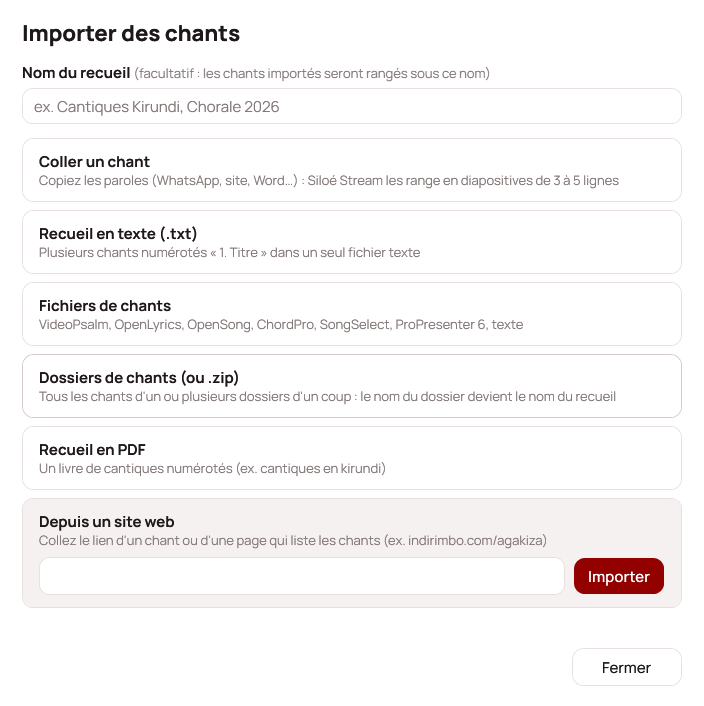 Importer des chants
Nom du recueil (facultatif : les chants importés seront rangés sous ce nom)
ex. Cantiques Kirundi, Chorale 2026
Coller un chant
Copiez les paroles (WhatsApp, site, Word…) : Siloé Stream les range en diapositives de 3 à 5 lignes
Recueil en texte (.txt)
Plusieurs chants numérotés « 1. Titre » dans un seul fichier texte
Fichiers de chants
VideoPsalm, OpenLyrics, OpenSong, ChordPro, SongSelect, ProPresenter 6, texte
Dossiers de chants (ou .zip)
Tous les chants d'un ou plusieurs dossiers d'un coup : le nom du dossier devient le nom du recueil
Recueil en PDF
Un livre de cantiques numérotés (ex. cantiques en kirundi)
Depuis un site web
Collez le lien d'un chant ou d'une page qui liste les chants (ex. indirimbo.com/agakiza)
Importer
Fermer